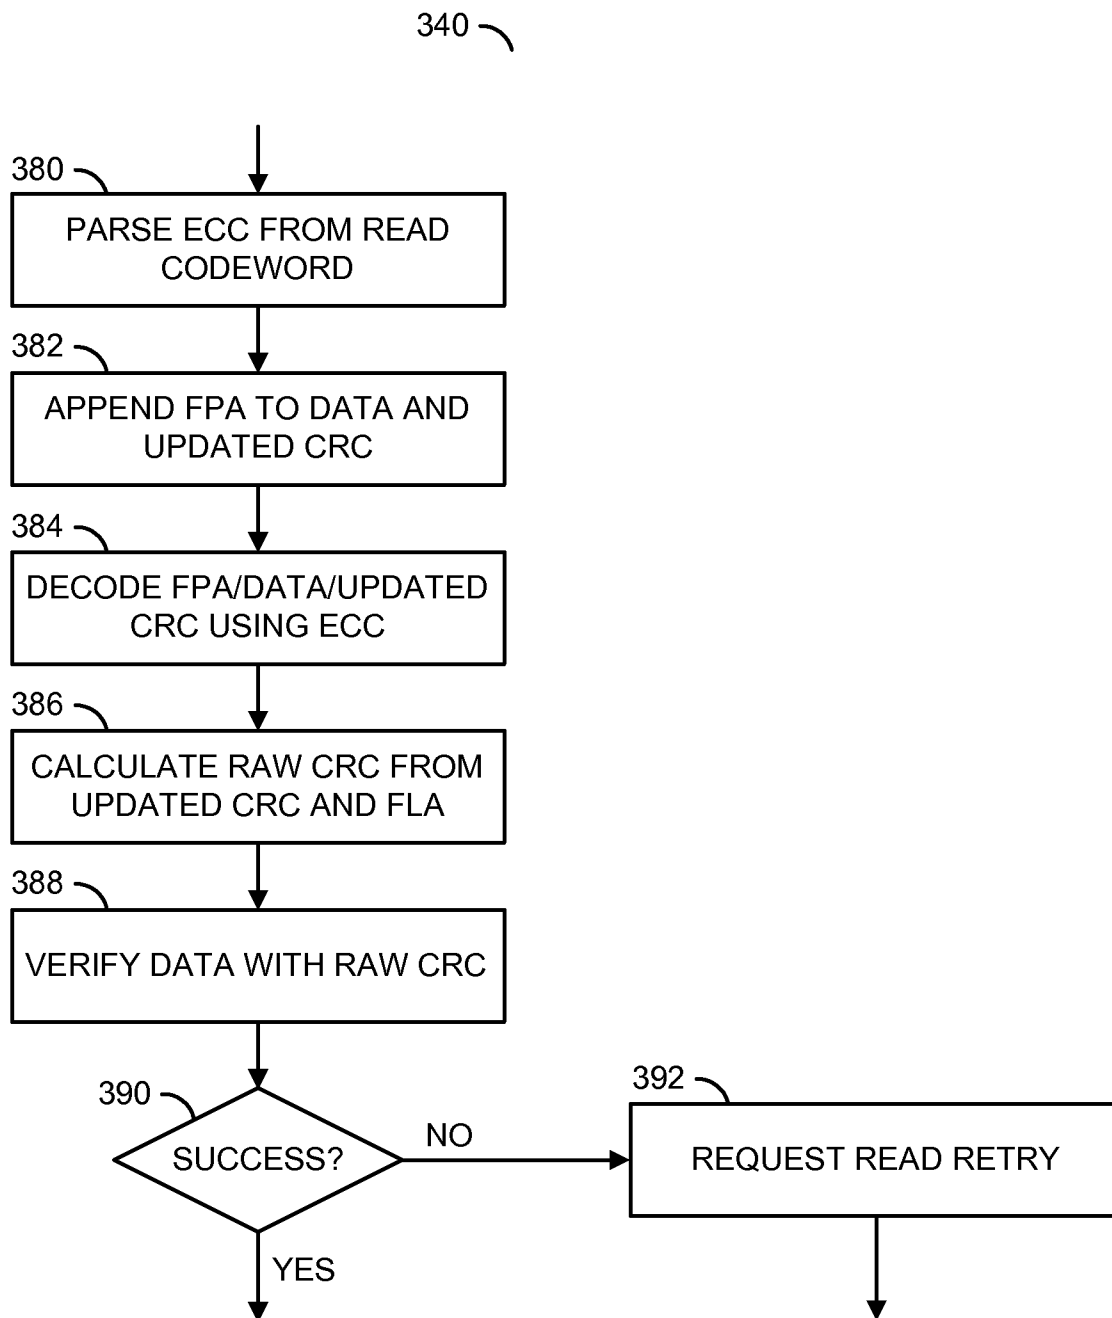 340
380
PARSE ECC FROM READ
CODEWORD
382
APPEND FPA TO DATA AND
UPDATED CRC
384
DECODE FPA/DATA/UPDATED
CRC USING ECC
386
CALCULATE RAW CRC FROM
UPDATED CRC AND FLA
388
VERIFY DATA WITH RAW CRC
390
SUCCESS?
NO
392
REQUEST READ RETRY
YES